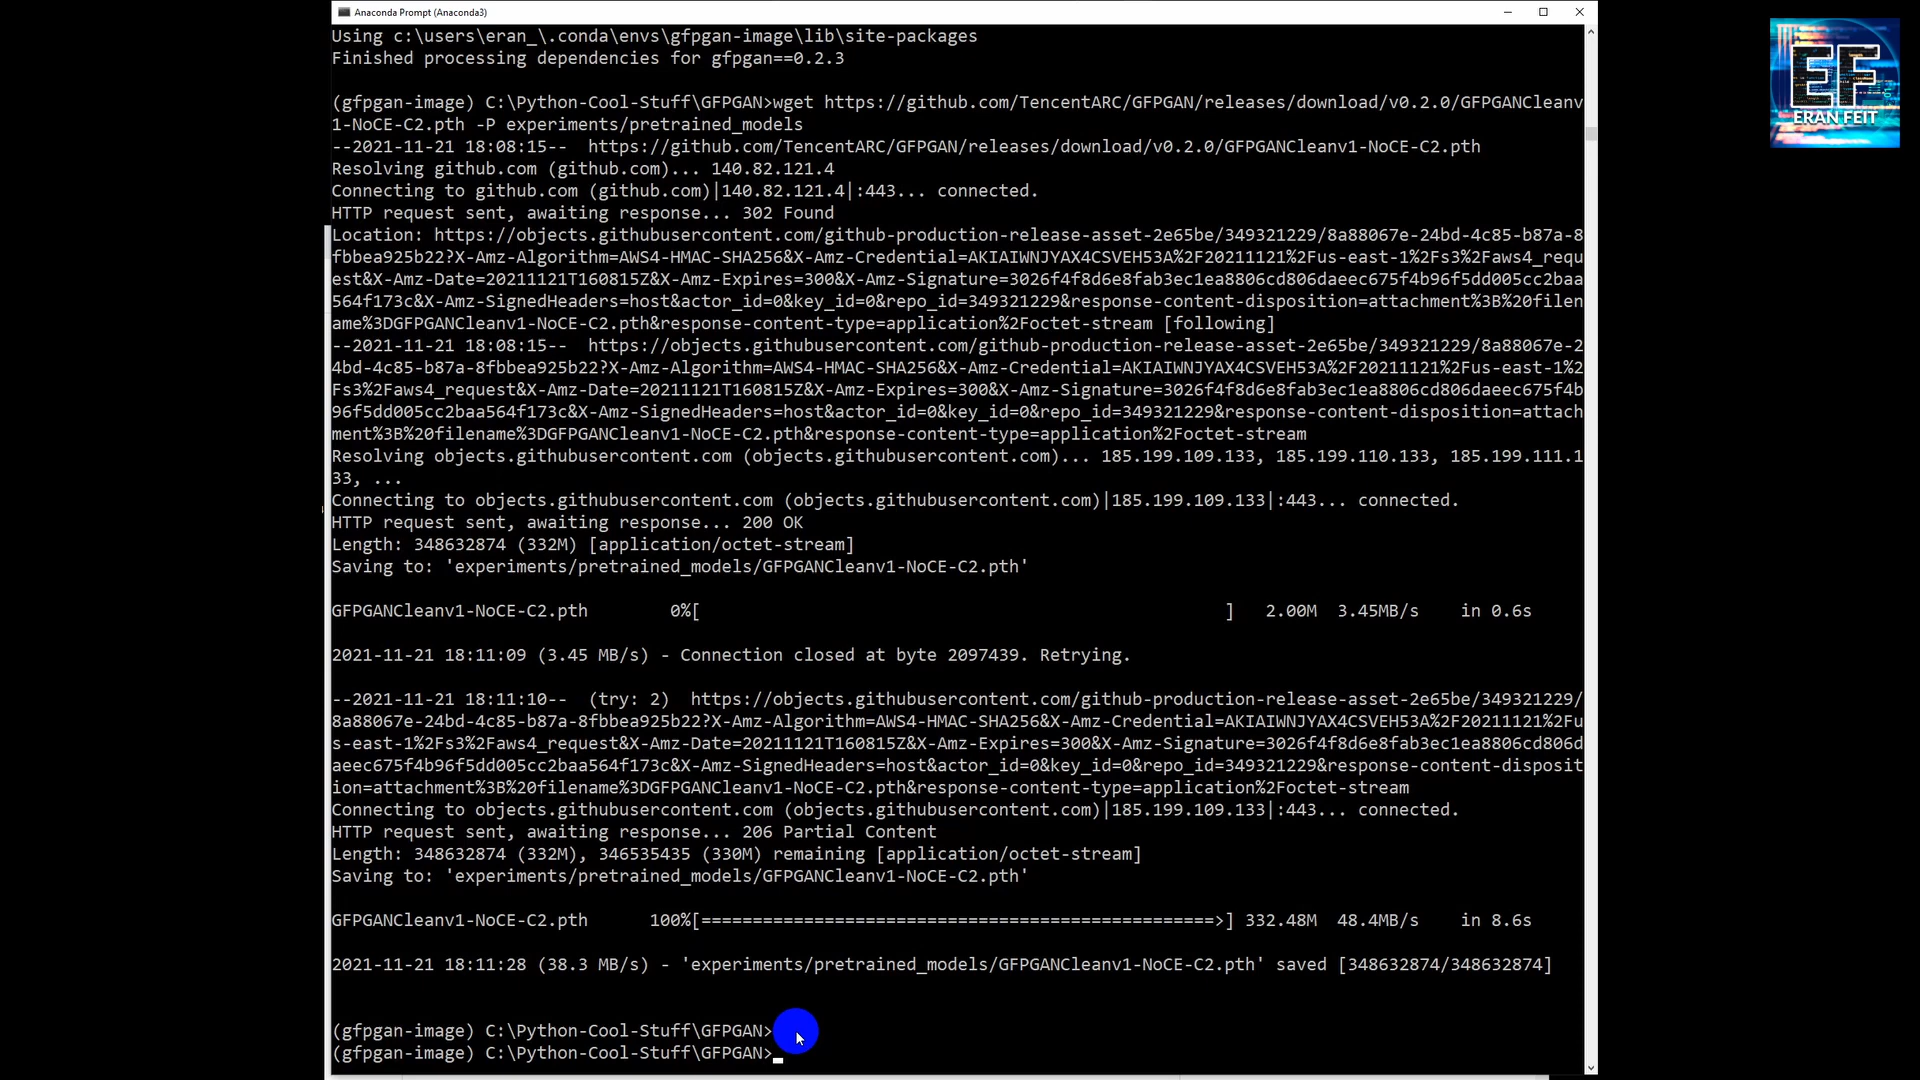 Anaconda Prompt (Anaconda3)
Using c:\users\eran_\.conda\envs\gfpgan-image\lib\site-packages
Finished processing dependencies for gfpgan==0.2.3
(gfpgan-image) C:\Python-Cool-Stuff\GFPGAN>wget https://github.com/TencentARC/GFPGAN/releases/download/v0.2.0/GFPGANCleanv
1-NoCE-C2.pth -P experiments/pretrained_models
--2021-11-21 18:08:15--  https://github.com/TencentARC/GFPGAN/releases/download/v0.2.0/GFPGANCleanv1-NoCE-C2.pth
Resolving github.com (github.com)... 140.82.121.4
Connecting to github.com (github.com)|140.82.121.4|:443... connected.
HTTP request sent, awaiting response... 302 Found
Location: https://objects.githubusercontent.com/github-production-release-asset-2e65be/349321229/8a88067e-24bd-4c85-b87a-8
fbbea925b22?X-Amz-Algorithm=AWS4-HMAC-SHA256&X-Amz-Credential=AKIAIWNJYAX4CSVEH53A%2F20211121%2Fus-east-1%2Fs3%2Faws4_requ
est&X-Amz-Date=20211121T160815Z&X-Amz-Expires=300&X-Amz-Signature=3026f4f8d6e8fab3ec1ea8806cd806daeec675f4b96f5dd005cc2baa
564f173c&X-Amz-SignedHeaders=host&actor_id=0&key_id=0&repo_id=349321229&response-content-disposition=attachment%3B%20filen
ame%3DGFPGANCleanv1-NoCE-C2.pth&response-content-type=application%2Foctet-stream [following]
--2021-11-21 18:08:15--  https://objects.githubusercontent.com/github-production-release-asset-2e65be/349321229/8a88067e-2
4bd-4c85-b87a-8fbbea925b22?X-Amz-Algorithm=AWS4-HMAC-SHA256&X-Amz-Credential=AKIAIWNJYAX4CSVEH53A%2F20211121%2Fus-east-1%2
Fs3%2Faws4_request&X-Amz-Date=20211121T160815Z&X-Amz-Expires=300&X-Amz-Signature=3026f4f8d6e8fab3ec1ea8806cd806daeec675f4b
96f5dd005cc2baa564f173c&X-Amz-SignedHeaders=host&actor_id=0&key_id=0&repo_id=349321229&response-content-disposition=attach
ment%3B%20filename%3DGFPGANCleanv1-NoCE-C2.pth&response-content-type=application%2Foctet-stream
Resolving objects.githubusercontent.com (objects.githubusercontent.com)... 185.199.109.133, 185.199.110.133, 185.199.111.1
33, ...
Connecting to objects.githubusercontent.com (objects.githubusercontent.com)|185.199.109.133|:443... connected.
HTTP request sent, awaiting response... 200 OK
Length: 348632874 (332M) [application/octet-stream]
Saving to: 'experiments/pretrained_models/GFPGANCleanv1-NoCE-C2.pth'
GFPGANCleanv1-NoCE-C2.pth        0%[                                                    ]   2.00M  3.45MB/s    in 0.6s
2021-11-21 18:11:09 (3.45 MB/s) - Connection closed at byte 2097439. Retrying.
--2021-11-21 18:11:10--  (try: 2)  https://objects.githubusercontent.com/github-production-release-asset-2e65be/349321229/
8a88067e-24bd-4c85-b87a-8fbbea925b22?X-Amz-Algorithm=AWS4-HMAC-SHA256&X-Amz-Credential=AKIAIWNJYAX4CSVEH53A%2F20211121%2Fu
s-east-1%2Fs3%2Faws4_request&X-Amz-Date=20211121T160815Z&X-Amz-Expires=300&X-Amz-Signature=3026f4f8d6e8fab3ec1ea8806cd806d
aeec675f4b96f5dd005cc2baa564f173c&X-Amz-SignedHeaders=host&actor_id=0&key_id=0&repo_id=349321229&response-content-disposit
ion=attachment%3B%20filename%3DGFPGANCleanv1-NoCE-C2.pth&response-content-type=application%2Foctet-stream
Connecting to objects.githubusercontent.com (objects.githubusercontent.com)|185.199.109.133|:443... connected.
HTTP request sent, awaiting response... 206 Partial Content
Length: 348632874 (332M), 346535435 (330M) remaining [application/octet-stream]
Saving to: 'experiments/pretrained_models/GFPGANCleanv1-NoCE-C2.pth'
GFPGANCleanv1-NoCE-C2.pth      100%[==================================================>] 332.48M  48.4MB/s    in 8.6s
2021-11-21 18:11:28 (38.3 MB/s) - 'experiments/pretrained_models/GFPGANCleanv1-NoCE-C2.pth' saved [348632874/348632874]
(gfpgan-image) C:\Python-Cool-Stuff\GFPGAN>
(gfpgan-image) C:\Python-Cool-Stuff\GFPGAN>
EF
ERAN FEIT